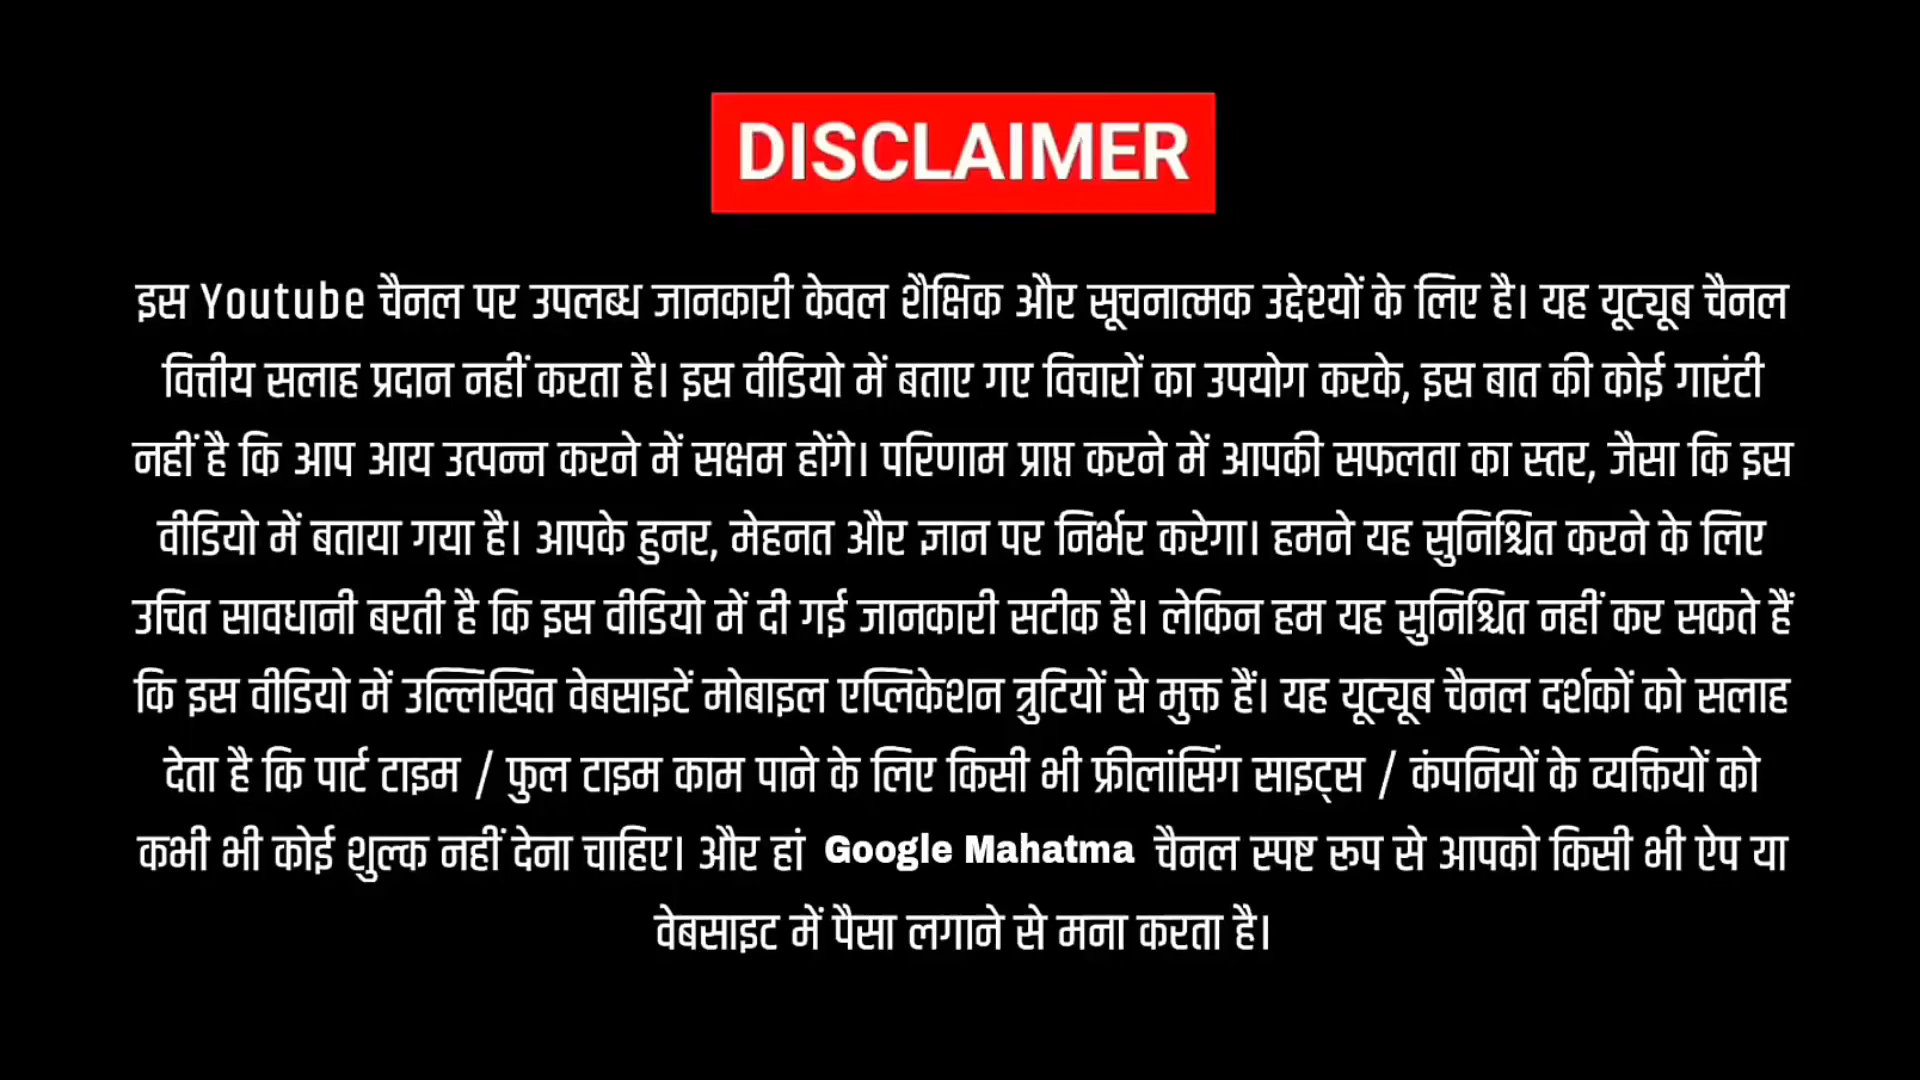 DISCLAIMER
इस Youtube चैनल पर उपलब्ध जानकारी केवल शैक्षिक और सूचनात्मक उद्देश्यों के लिए है। यह यूट्यूब चैनल
वित्तीय सलाह प्रदान नहीं करता है। इस वीडियो में बताए गए विचारों का उपयोग करके, इस बात की कोई गारंटी
नहीं है कि आप आय उत्पन्न करने में सक्षम होंगे। परिणाम प्राप्त करने में आपकी सफलता का स्तर, जैसा कि इस
वीडियो में बताया गया है। आपके हुनर, मेहनत और ज्ञान पर निर्भर करेगा। हमने यह सुनिश्चित करने के लिए
उचित सावधानी बरती है कि इस वीडियो में दी गई जानकारी सटीक है। लेकिन हम यह सुनिश्चित नहीं कर सकते हैं
कि इस वीडियो में उल्लिखित वेबसाइटें मोबाइल एप्लिकेशन त्रुटियों से मुक्त हैं। यह यूट्यूब चैनल दर्शकों को सलाह
देता है कि पार्ट टाइम / फुल टाइम काम पाने के लिए किसी भी फ्रीलांसिंग साइट्स / कंपनियों के व्यक्तियों को
कभी भी कोई शुल्क नहीं देना चाहिए। और हां Google Mahatma चैनल स्पष्ट रूप से आपको किसी भी ऐप या
वेबसाइट में पैसा लगाने से मना करता है।